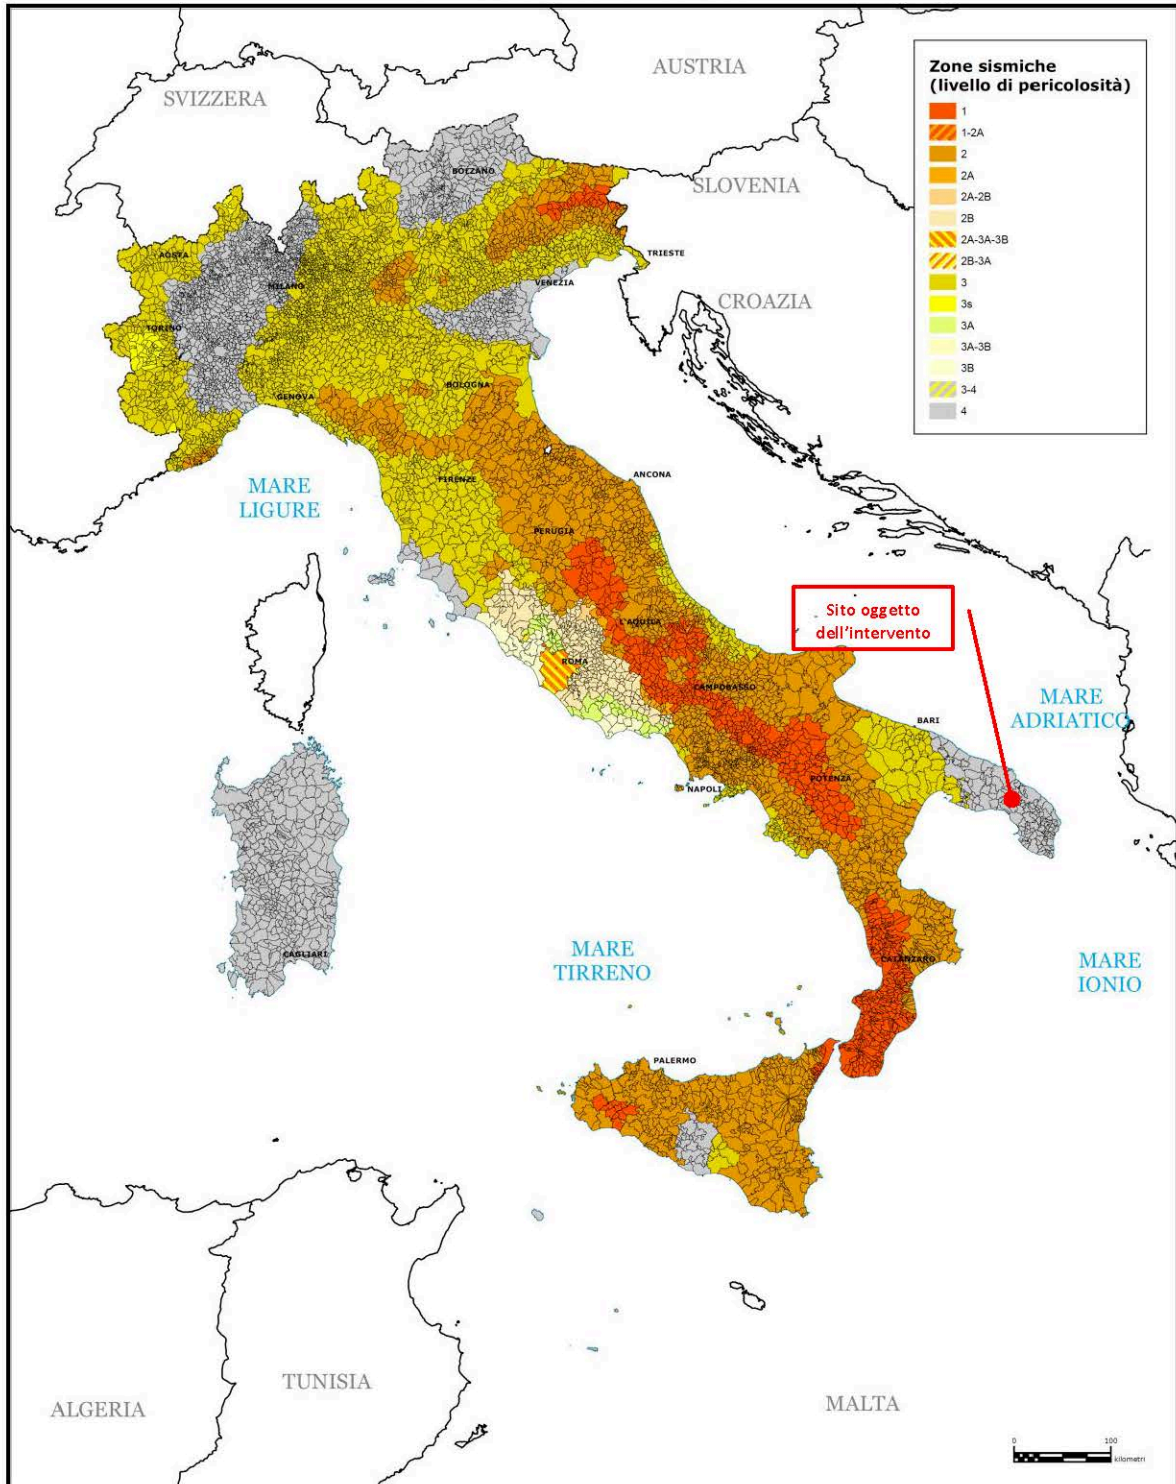 AUSTRIA
SVIZZERA
Zone sismiche
(livello di pericolosità)
1
1-2A
2
2A
2A-2B
2B
2A-3A-3B
2B-3A
3
3s
3A
3A-3B
3B
3-4
4
BOLZANO
SLOVENIA
AOSTA
TRIESTE
MILANO
VENEZIA
CROAZIA
TORINO
BOLOGNA
GENOVA
ANCONA
FIRENZE
MARE
LIGURE
PERUGIA
Sito oggetto
dell'intervento
L'AQUILA
ROMA
CAMPOBASSO
MARE
ADRIATICO
BARI
POTENZA
NAPOLI
CAGLIARI
MARE
TIRRENO
CATANZARO
MARE
IONIO
PALERMO
TUNISIA
ALGERIA
MALTA
0 100
kilometri